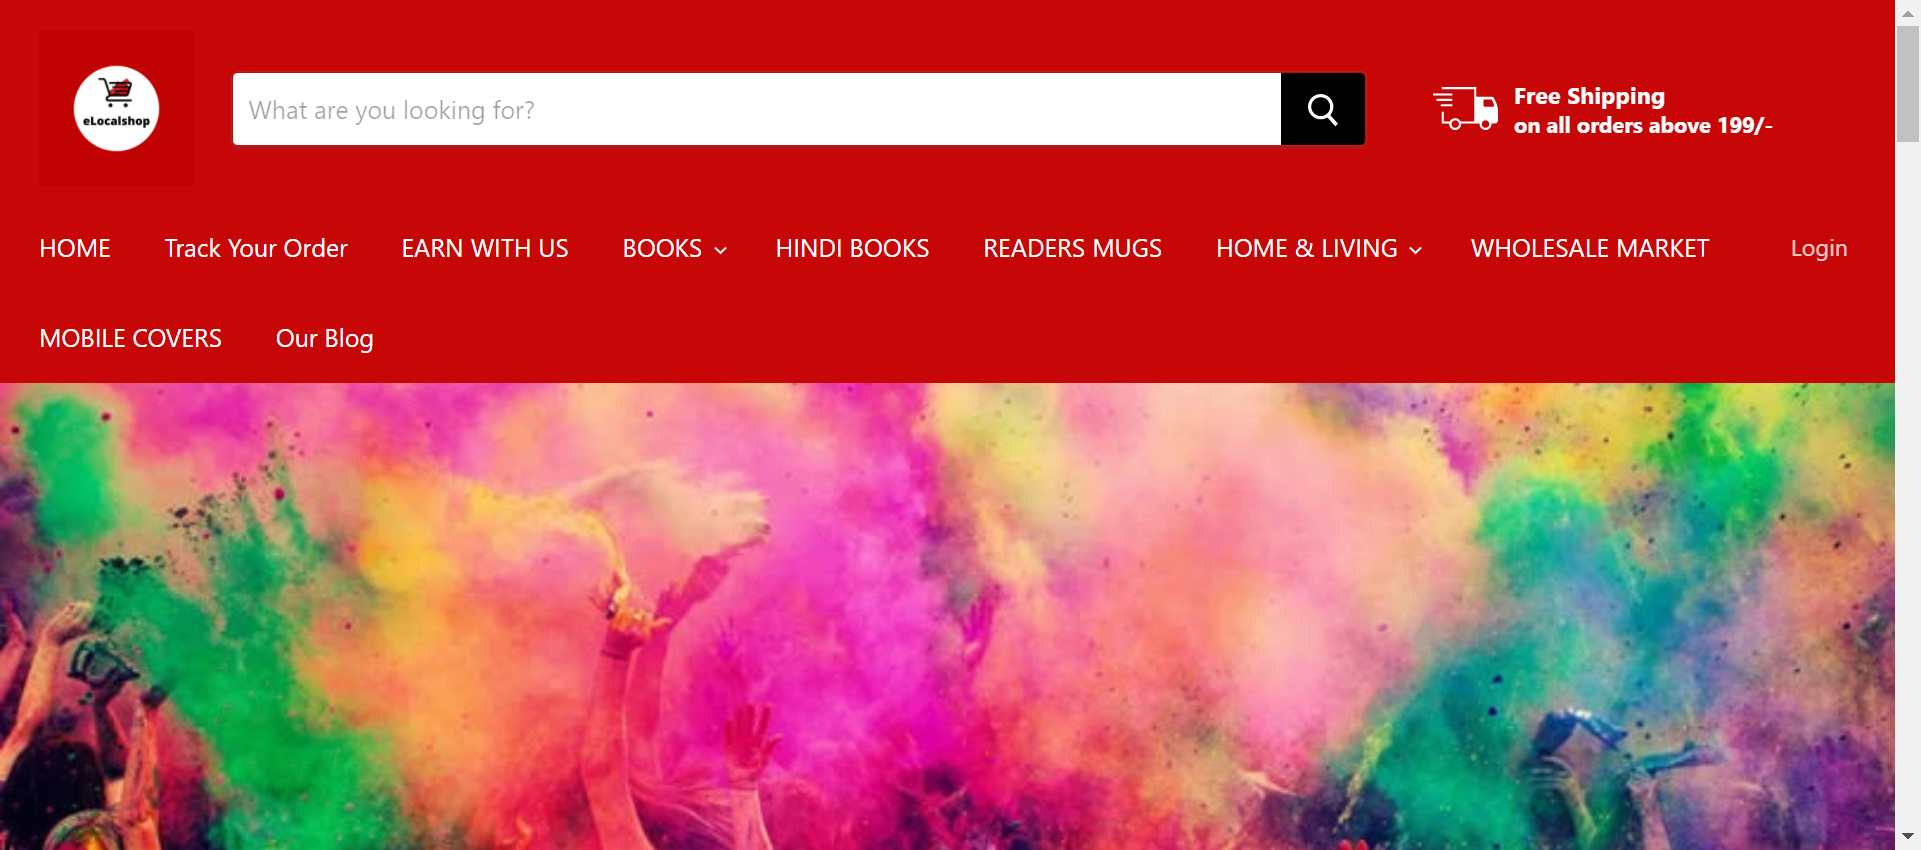 eLocalshop
What are you looking for?
Free Shipping
on all orders above 199/-
HOME Track Your Order EARN WITH US BOOKS HINDI BOOKS READERS MUGS HOME & LIVING WHOLESALE MARKET Login
MOBILE COVERS Our Blog